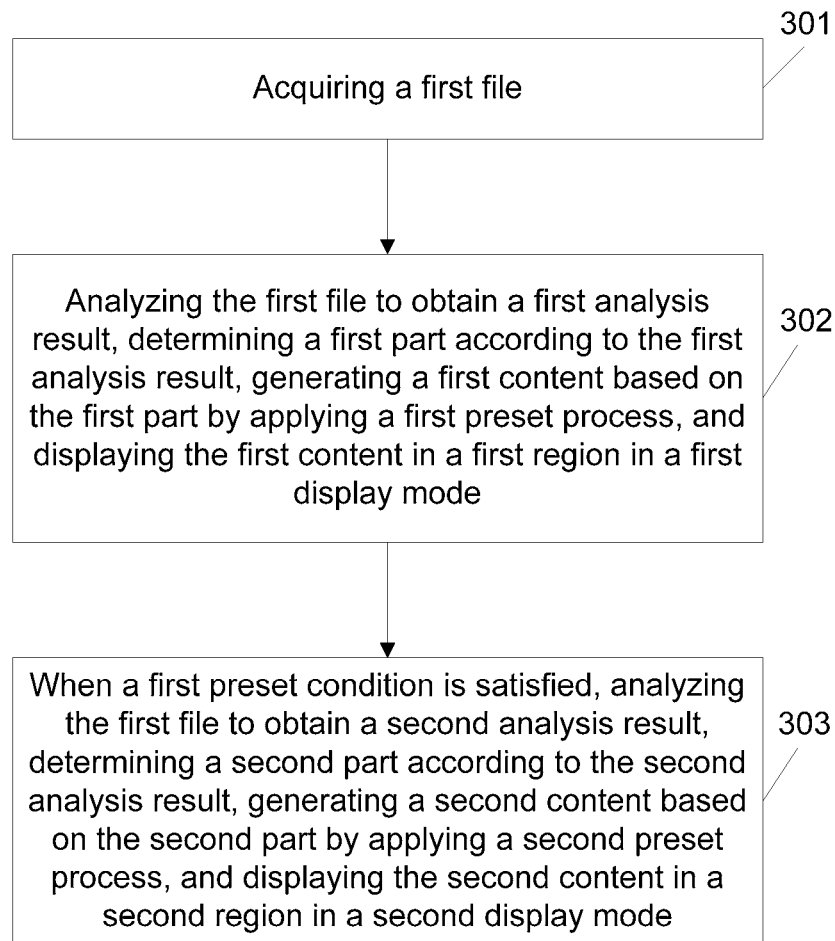 301
Acquiring a first file
Analyzing the first file to obtain a first analysis
result, determining a first part according to the first
analysis result, generating a first content based on
the first part by applying a first preset process, and
displaying the first content in a first region in a first
display mode
302
When a first preset condition is satisfied, analyzing
the first file to obtain a second analysis result,
determining a second part according to the second
analysis result, generating a second content based
on the second part by applying a second preset
process, and displaying the second content in a
second region in a second display mode
303